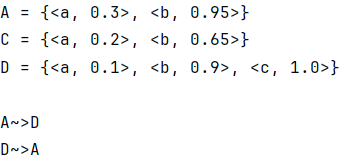 A = {<a, 0.3>, <b, 0.95>}
C = {<a, 0.2>, <b, 0.65>}
D = {<a, 0.1>, <b, 0.9>, <c, 1.0>}
A~>D
D~>A